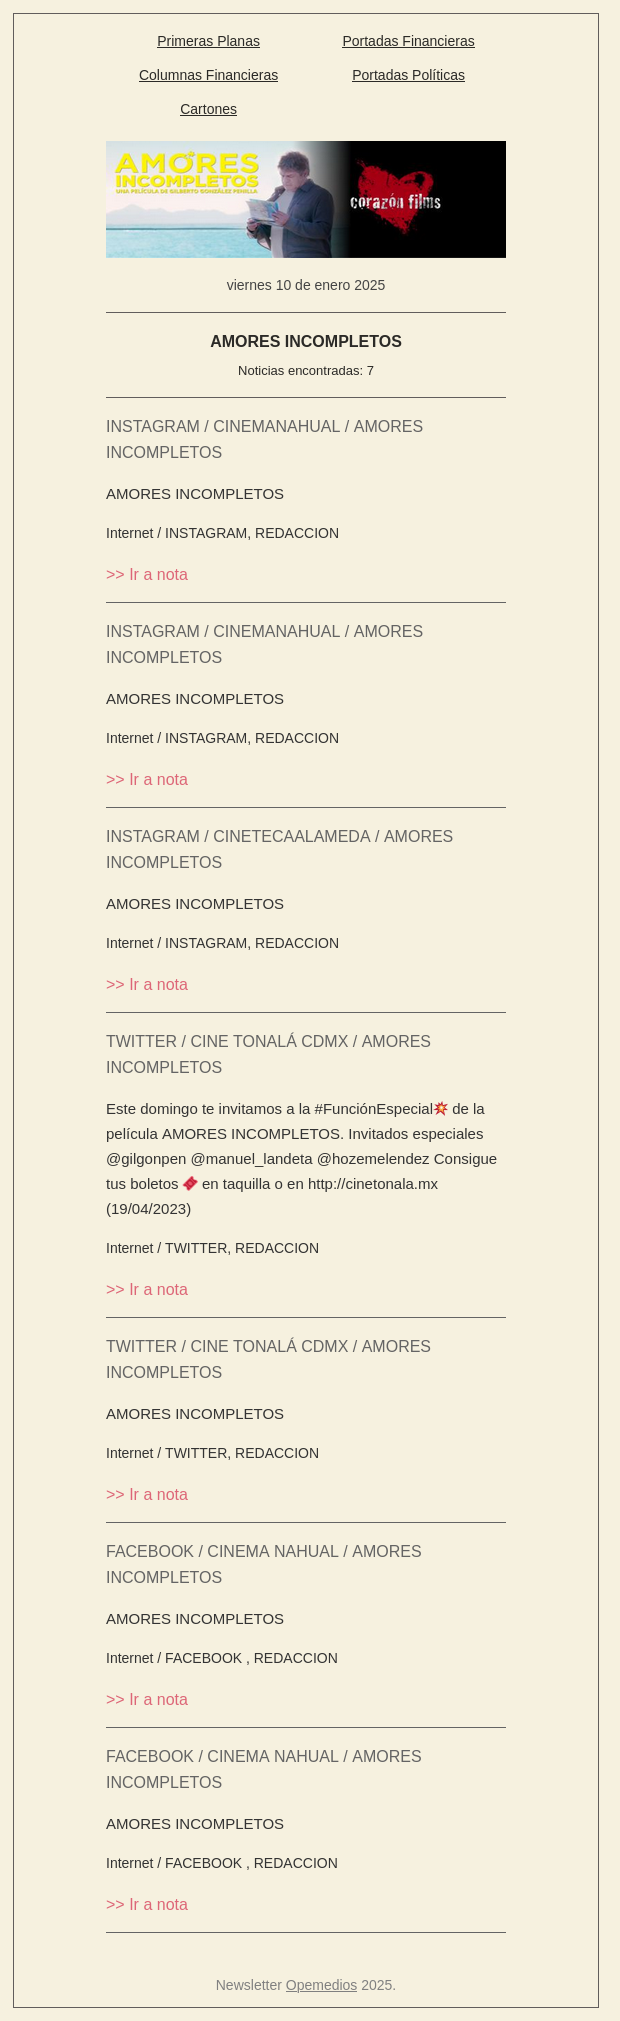 Primeras Planas
Portadas Financieras
Columnas Financieras
Portadas Políticas
Cartones
AMORES
INCOMPLETOS
UNA PELÍCULA DE GILBERTO GONZÁLEZ PENILLA
corazón films
viernes 10 de enero 2025
AMORES INCOMPLETOS
Noticias encontradas: 7
INSTAGRAM / CINEMANAHUAL / AMORES
INCOMPLETOS
AMORES INCOMPLETOS
Internet / INSTAGRAM, REDACCION
>> Ir a nota
INSTAGRAM / CINEMANAHUAL / AMORES
INCOMPLETOS
AMORES INCOMPLETOS
Internet / INSTAGRAM, REDACCION
>> Ir a nota
INSTAGRAM / CINETECAALAMEDA / AMORES
INCOMPLETOS
AMORES INCOMPLETOS
Internet / INSTAGRAM, REDACCION
>> Ir a nota
TWITTER / CINE TONALÁ CDMX / AMORES
INCOMPLETOS
Este domingo te invitamos a la #FunciónEspecial💥 de la
película AMORES INCOMPLETOS. Invitados especiales
@gilgonpen @manuel_landeta @hozemelendez Consigue
tus boletos 🎟 en taquilla o en http://cinetonala.mx
(19/04/2023)
Internet / TWITTER, REDACCION
>> Ir a nota
TWITTER / CINE TONALÁ CDMX / AMORES
INCOMPLETOS
AMORES INCOMPLETOS
Internet / TWITTER, REDACCION
>> Ir a nota
FACEBOOK / CINEMA NAHUAL / AMORES
INCOMPLETOS
AMORES INCOMPLETOS
Internet / FACEBOOK , REDACCION
>> Ir a nota
FACEBOOK / CINEMA NAHUAL / AMORES
INCOMPLETOS
AMORES INCOMPLETOS
Internet / FACEBOOK , REDACCION
>> Ir a nota
Newsletter Opemedios 2025.